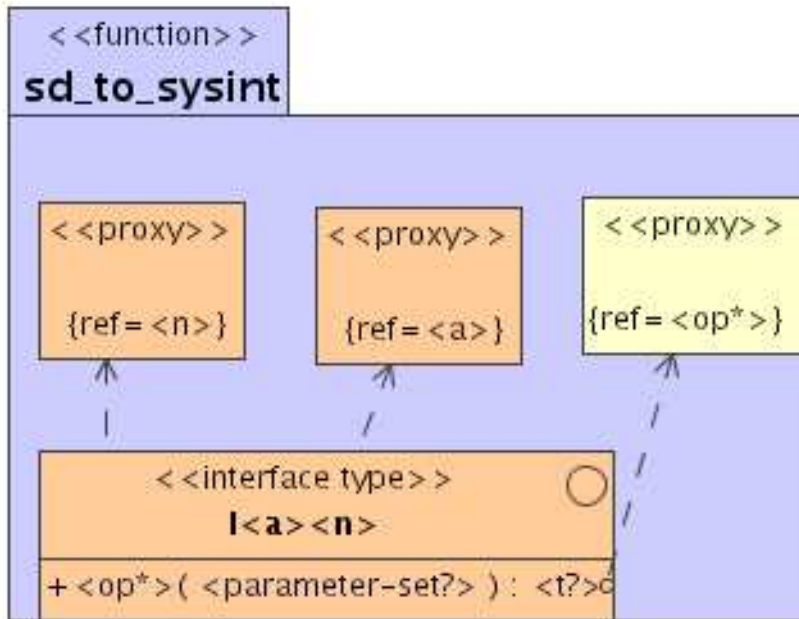 <<function>>
sd_to_sysint
<<proxy>>
{ref=<n>}
<<proxy>>
{ref=<a>}
<<proxy>>
{ref=<op*>}
<<interface type>>
I<a><n>
+<op*>( <parameter-set?> ) : <t?>